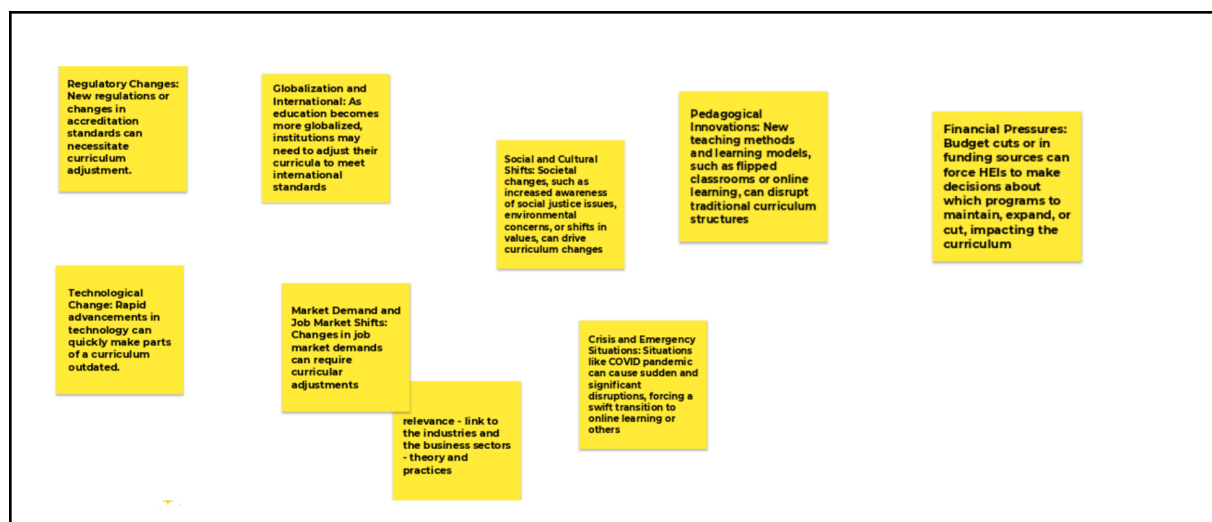 Regulatory Changes:
New regulations or
changes in
accreditation
standards can
necessitate
curriculum
adjustment.
Globalization and
International: As
education becomes
more globalized,
institutions may
need to adjust their
curricula to meet
international
standards
Social and Cultural
Shifts: Societal
changes, such as
increased awareness
of social justice issues,
environmental
concerns, or shifts in
values, can drive
curriculum changes
Pedagogical
Innovations: New
teaching methods
and learning models,
such as flipped
classrooms or online
learning, can disrupt
traditional curriculum
structures
Financial Pressures:
Budget cuts or in
funding sources can
force HEIs to make
decisions about
which programs to
maintain, expand, or
cut, impacting the
curriculum
Technological
Change: Rapid
advancements in
technology can
quickly make parts
of a curriculum
outdated.
Market Demand and
Job Market Shifts:
Changes in job
market demands
can require
curricular
adjustments
relevance - link to
the industries and
the business sectors
- theory and
practices
Crisis and Emergency
Situations: Situations
like COVID pandemic
can cause sudden and
significant
disruptions, forcing a
swift transition to
online learning or
others